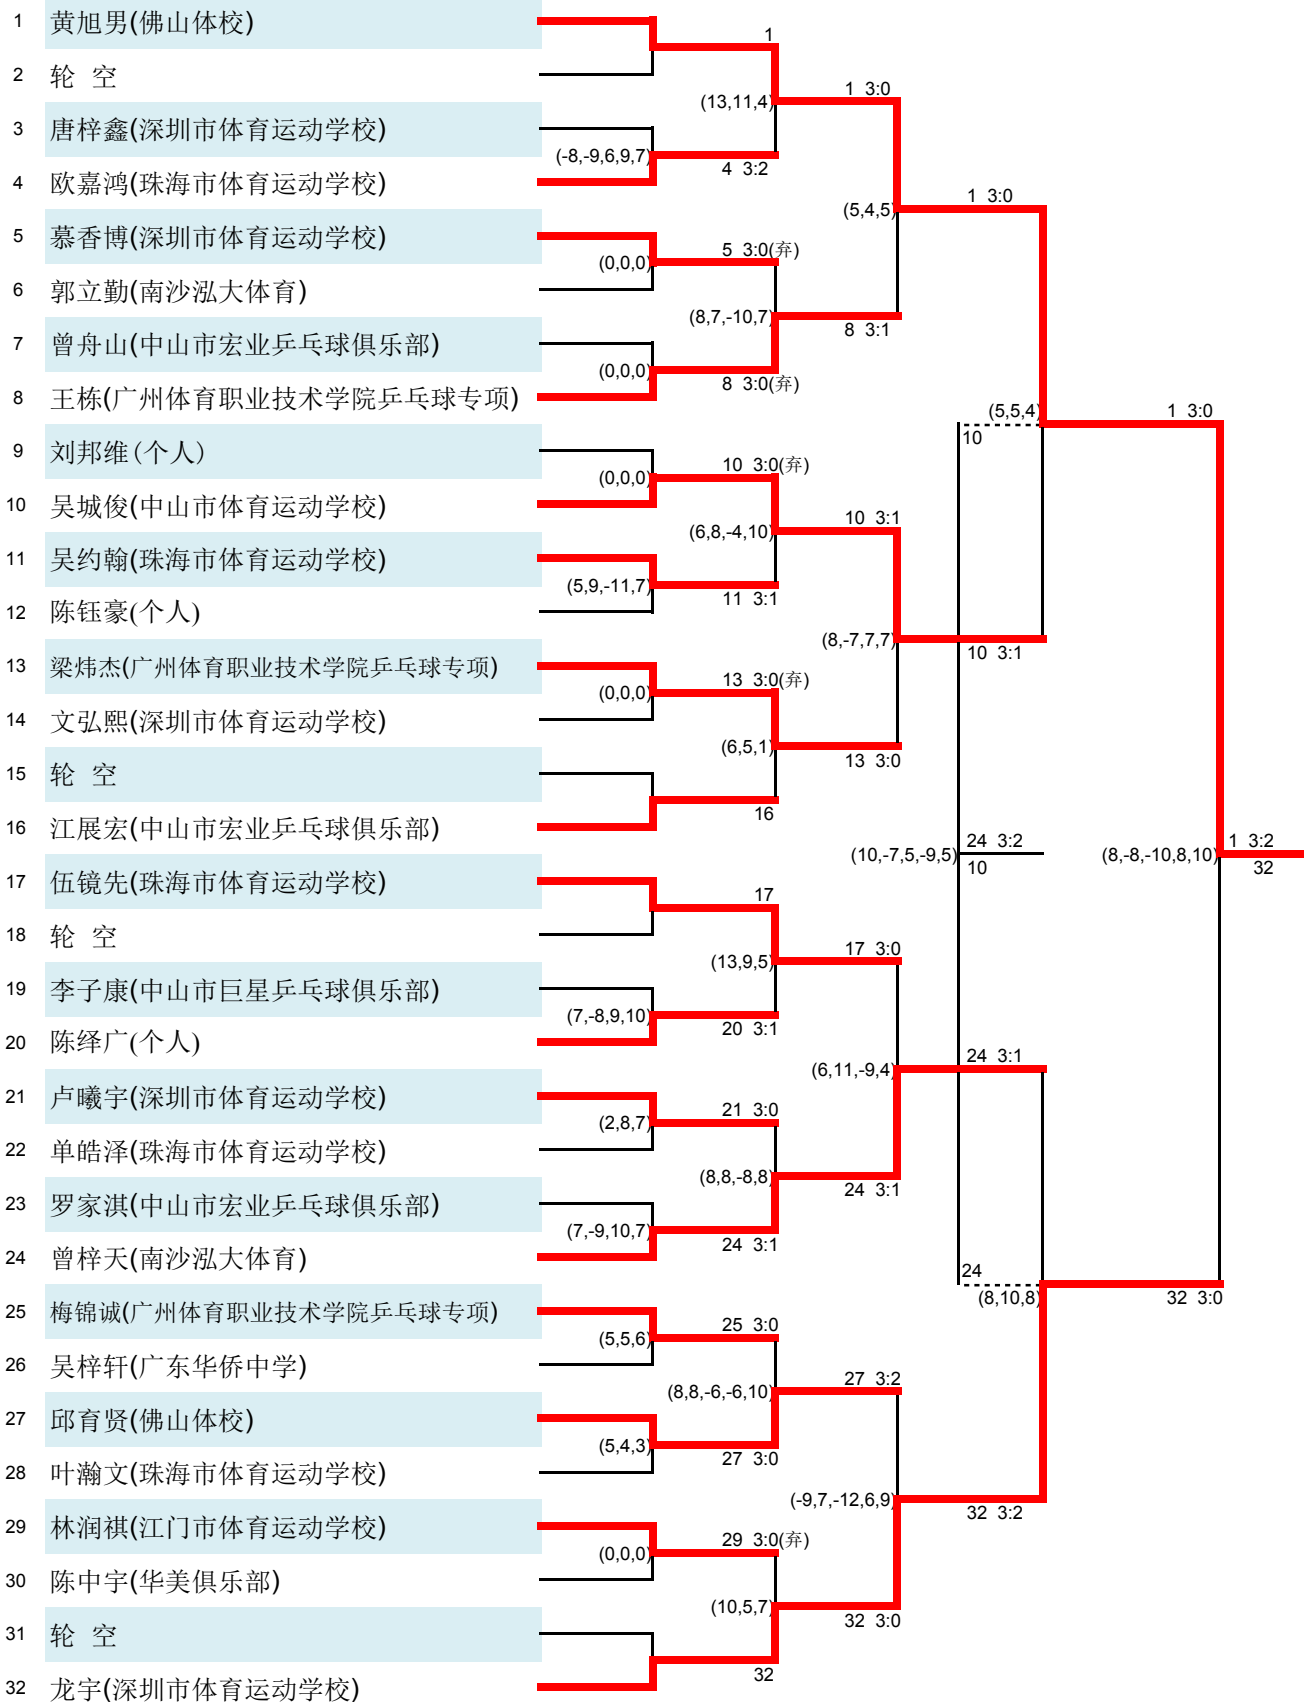 1 黄旭男(佛山体校)
1
2 轮 空
1 3:0
(13,11,4)
3 唐梓鑫(深圳市体育运动学校)
(-8,-9,6,9,7)
4 3:2
4 欧嘉鸿(珠海市体育运动学校)
1 3:0
(5,4,5)
5 慕香博(深圳市体育运动学校)
5 3:0(弃)
(0,0,0)
6 郭立勤(南沙泓大体育)
(8,7,-10,7)
8 3:1
7 曾舟山(中山市宏业乒乓球俱乐部)
(0,0,0)
8 3:0(弃)
8 王栋(广州体育职业技术学院乒乓球专项)
(5,5,4)
1 3:0
10
9 刘邦维(个人)
10 3:0(弃)
(0,0,0)
10 吴城俊(中山市体育运动学校)
10 3:1
(6,8,-4,10)
11 吴约翰(珠海市体育运动学校)
(5,9,-11,7)
11 3:1
12 陈钰豪(个人)
(8,-7,7,7)
10 3:1
13 梁炜杰(广州体育职业技术学院乒乓球专项)
13 3:0(弃)
(0,0,0)
14 文弘熙(深圳市体育运动学校)
(6,5,1)
13 3:0
15 轮 空
16
16 江展宏(中山市宏业乒乓球俱乐部)
24 3:2
(10,-7,5,-9,5)
10
(8,-8,-10,8,10)
1 3:2
32
17 伍镜先(珠海市体育运动学校)
17
18 轮 空
17 3:0
(13,9,5)
19 李子康(中山市巨星乒乓球俱乐部)
(7,-8,9,10)
20 3:1
20 陈绎广(个人)
24 3:1
(6,11,-9,4)
21 卢曦宇(深圳市体育运动学校)
21 3:0
(2,8,7)
22 单皓泽(珠海市体育运动学校)
(8,8,-8,8)
24 3:1
23 罗家淇(中山市宏业乒乓球俱乐部)
(7,-9,10,7)
24 3:1
24 曾梓天(南沙泓大体育)
24
(8,10,8)
32 3:0
25 梅锦诚(广州体育职业技术学院乒乓球专项)
25 3:0
(5,5,6)
26 吴梓轩(广东华侨中学)
27 3:2
(8,8,-6,-6,10)
27 邱育贤(佛山体校)
(5,4,3)
27 3:0
28 叶瀚文(珠海市体育运动学校)
(-9,7,-12,6,9)
32 3:2
29 林润祺(江门市体育运动学校)
29 3:0(弃)
(0,0,0)
30 陈中宇(华美俱乐部)
(10,5,7)
32 3:0
31 轮 空
32
32 龙宇(深圳市体育运动学校)